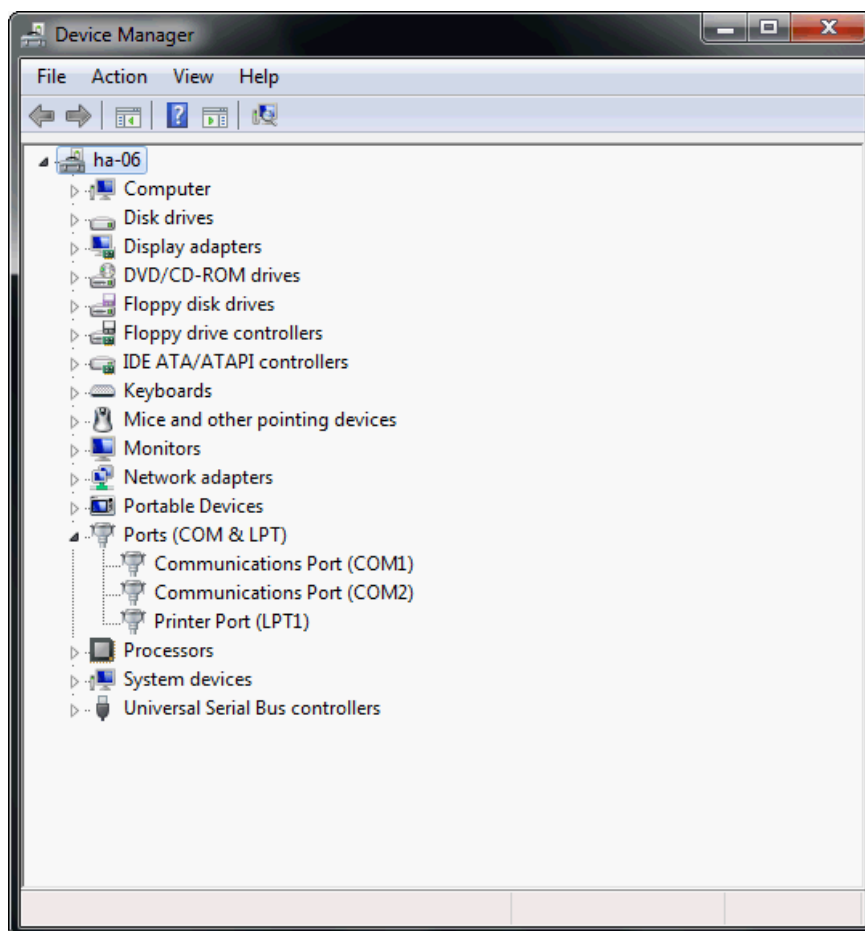 Device Manager
File Action View Help
ha-06
Computer
Disk drives
Display adapters
DVD/CD-ROM drives
Floppy disk drives
Floppy drive controllers
IDE ATA/ATAPI controllers
Keyboards
Mice and other pointing devices
Monitors
Network adapters
Portable Devices
Ports (COM & LPT)
Communications Port (COM1)
Communications Port (COM2)
Printer Port (LPT1)
Processors
System devices
Universal Serial Bus controllers